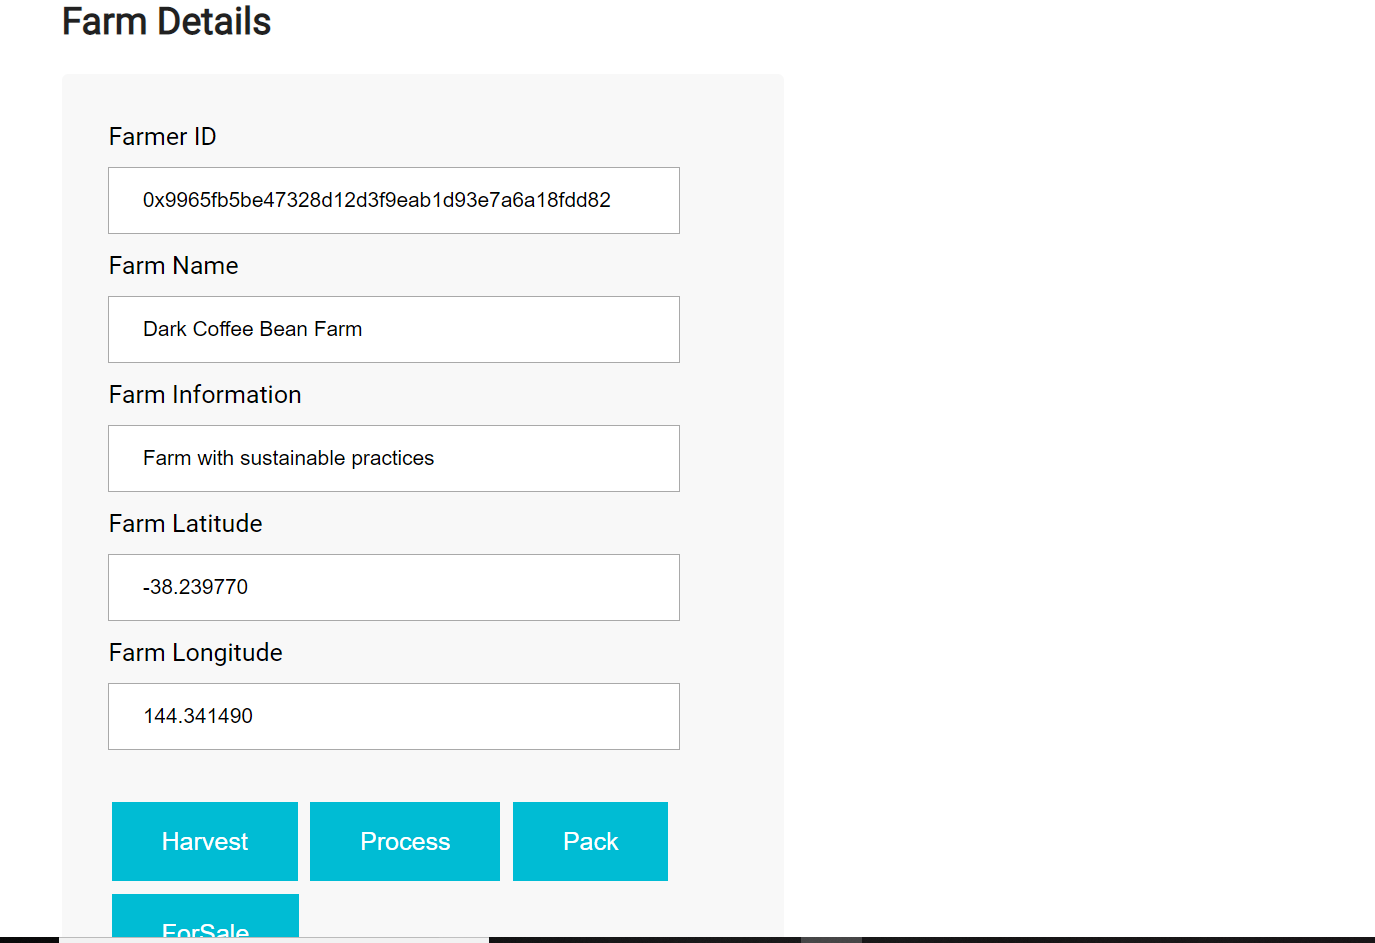 Farm Details
Farmer ID
0x9965fb5be47328d12d3f9eab1d93e7a6a18fdd82
Farm Name
Dark Coffee Bean Farm
Farm Information
Farm with sustainable practices
Farm Latitude
-38.239770
Farm Longitude
144.341490
Harvest Process Pack
ForSale